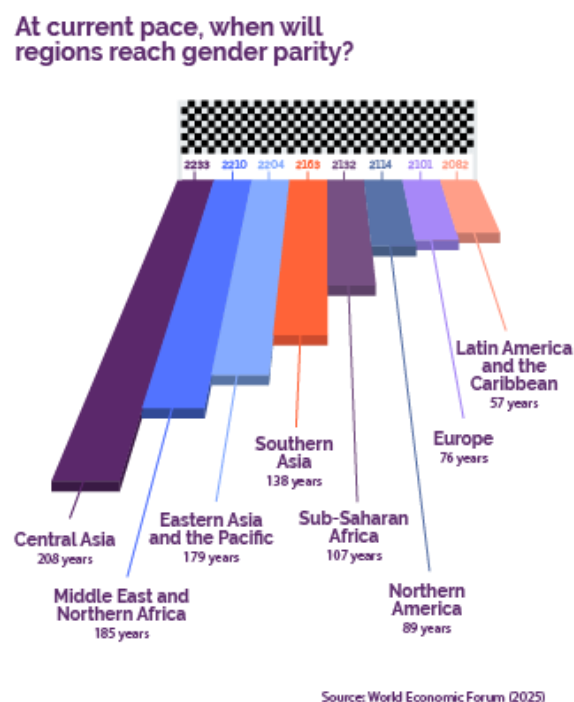 At current pace, when will
regions reach gender parity?
2233 2210 2204 2163 2132 2114 2101 2082
Latin America
and the
Caribbean
57 years
Europe
76 years
Southern
Asia
138 years
Eastern Asia
and the Pacific
179 years
Sub-Saharan
Africa
107 years
Central Asia
208 years
Middle East and
Northern Africa
185 years
Northern
America
89 years
Source: World Economic Forum (2025)